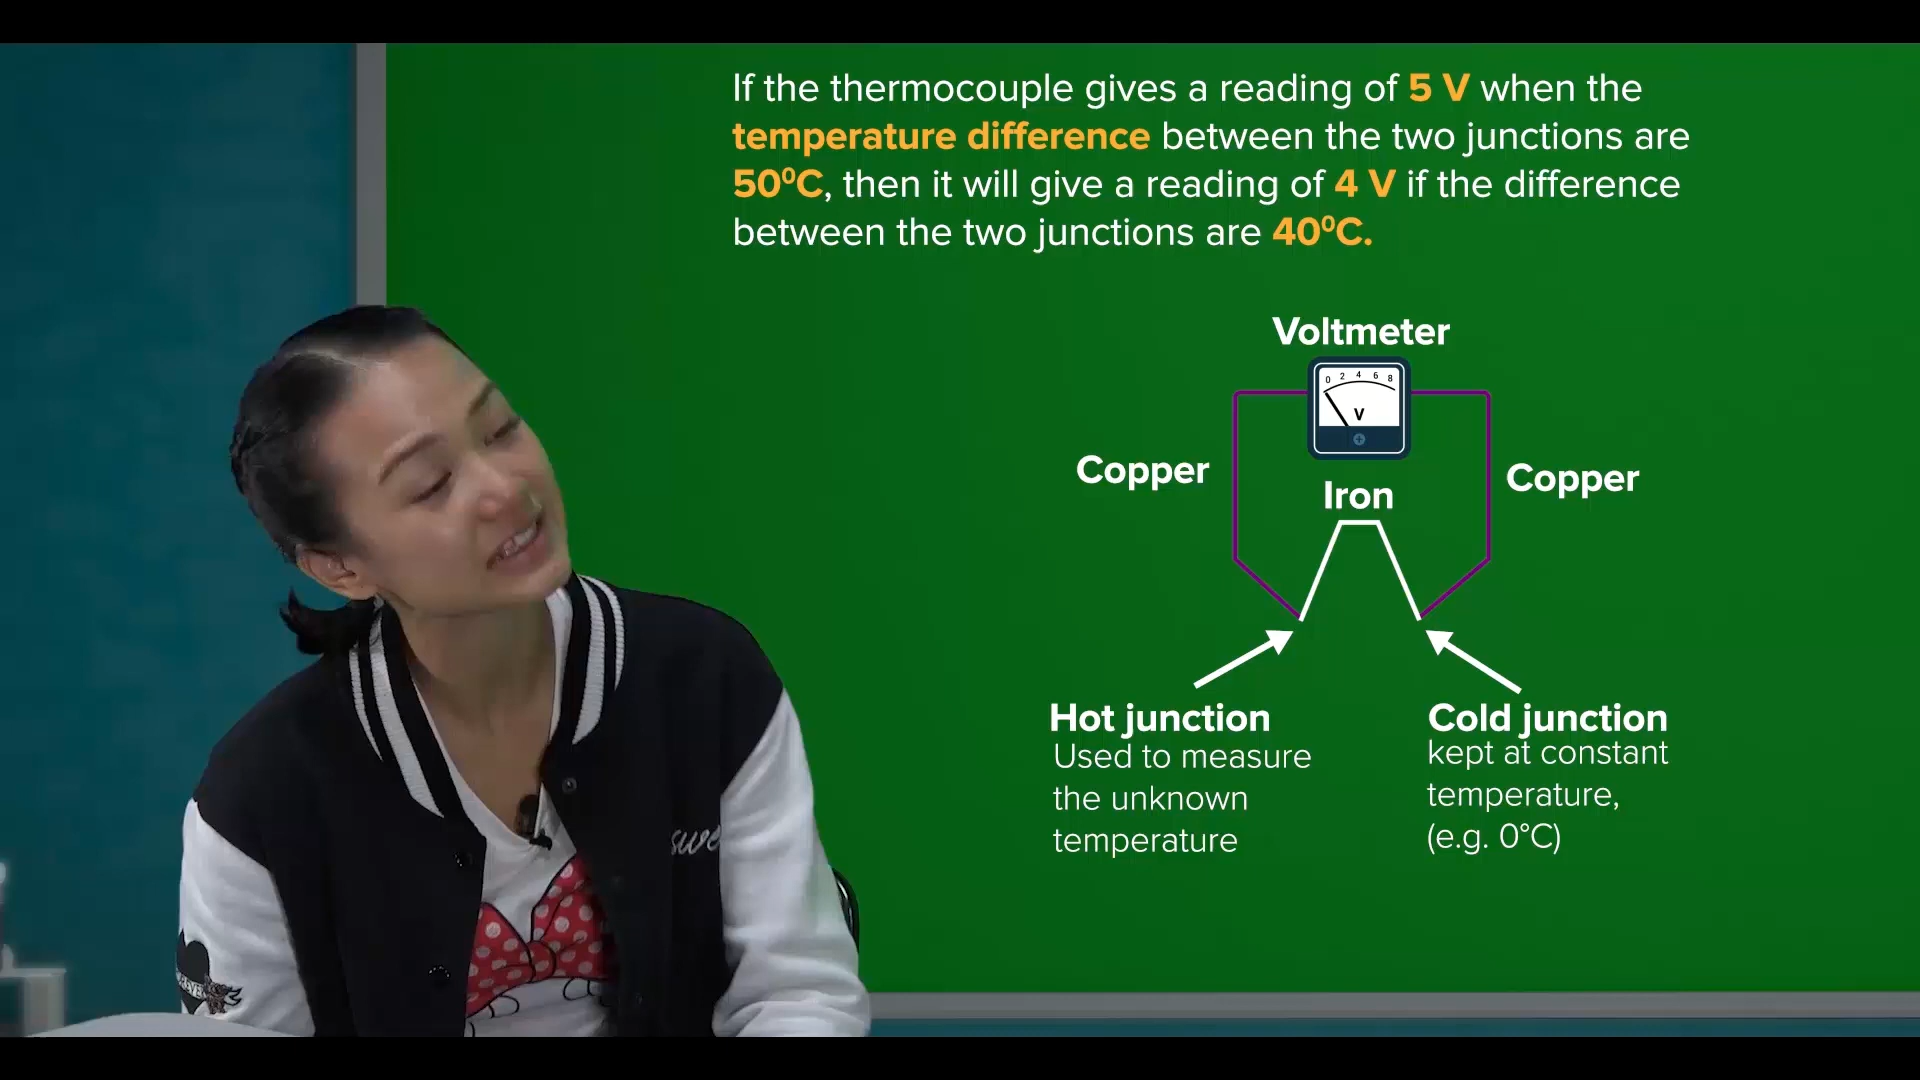 If the thermocouple gives a reading of 5 V when the
temperature difference between the two junctions are
50⁰C, then it will give a reading of 4 V if the difference
between the two junctions are 40⁰C.
Voltmeter
0 2 4 6 8
V
Copper
Iron
Copper
Hot junction
Used to measure
the unknown
temperature
Cold junction
kept at constant
temperature,
(e.g. 0°C)